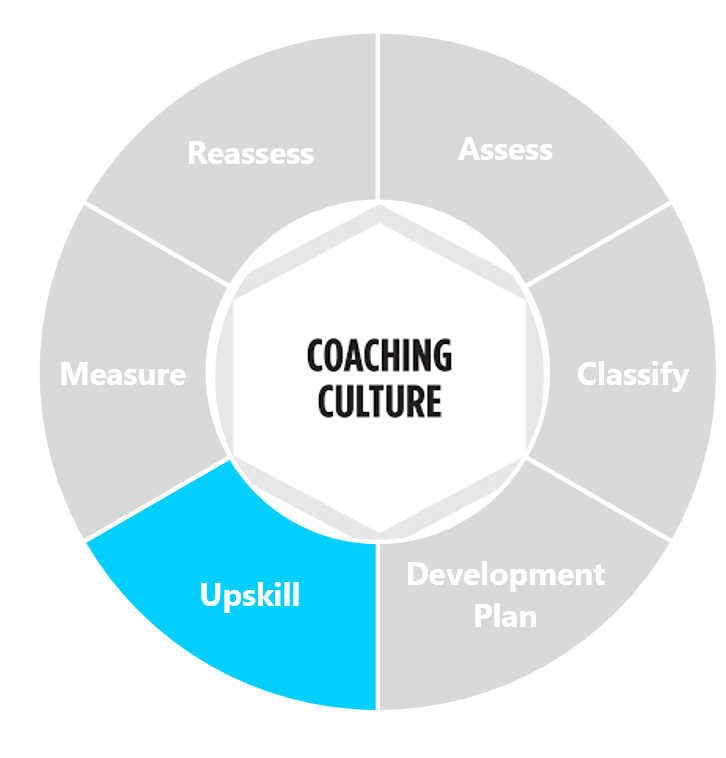 Reassess
Assess
Measure
COACHING
CULTURE
Classify
Upskill
Development
Plan